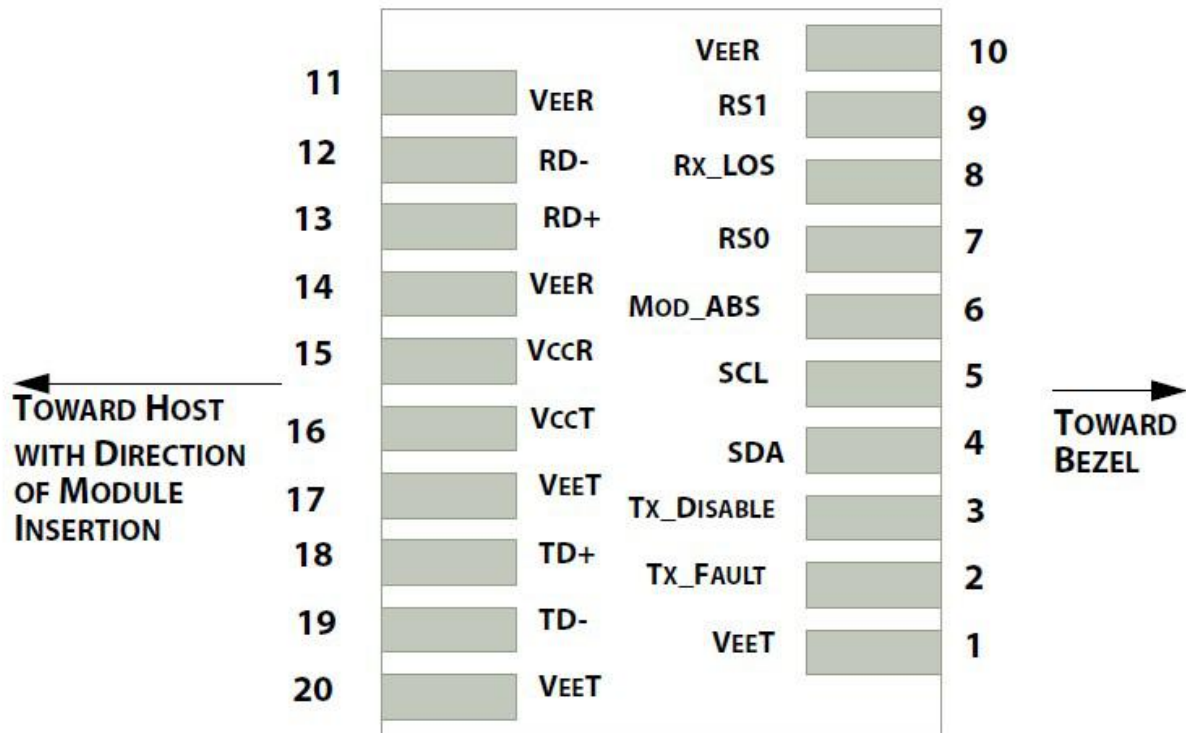 VEER 10
11 VEER
RS1 9
12 RD-
RX_LOS 8
13 RD+
RS0 7
14 VEER
MOD_ABS 6
15 VCCR
SCL 5
16 VCCT
SDA 4
17 VEET
TX_DISABLE 3
18 TD+
TX_FAULT 2
19 TD-
VEET 1
20 VEET
TOWARD HOST
WITH DIRECTION
OF MODULE
INSERTION
TOWARD
BEZEL